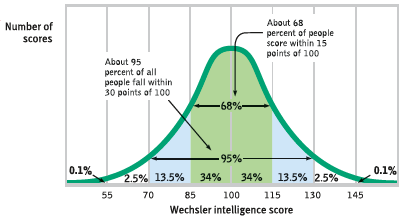 Number of
scores
About 68
percent of people
score within 15
points of 100
About 95
percent of all
people fall within
30 points of 100
68%
95%
0.1%
2.5%
13.5%
34%
34%
13.5%
2.5%
0.1%
55 70 85 100 115 130 145
Wechsler intelligence score